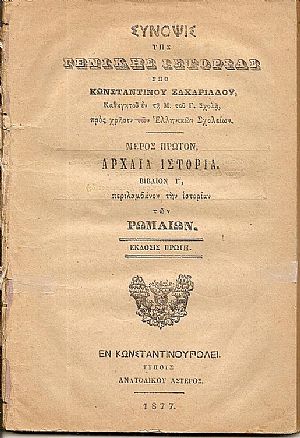 ΣΥΝΟΨΙΣ
ΤΗΣ
ΓΕΝΙΚΗΣ ΙΣΤΟΡΙΑΣ
ΥΠΟ
ΚΩΝΣΤΑΝΤΙΝΟΥ ΖΑΧΑΡΙΑΔΟΥ,
Καθηγητοῦ ἐν τῇ Μ. τοῦ Γ. Σχολῇ,
πρὸς χρῆσιν τῶν Ἑλληνικῶν Σχολείων.
ΜΕΡΟΣ ΠΡΩΤΟΝ,
ΑΡΧΑΙΑ ΙΣΤΟΡΙΑ.
ΒΙΒΛΙΟΝ Γ',
περιλαμβάνον τὴν ἱστορίαν
τῶν
ΡΩΜΑΙΩΝ.
ΕΚΔΟΣΙΣ ΠΡΩΤΗ.
ΕΝ ΚΩΝΣΤΑΝΤΙΝΟΥΠΟΛΕΙ.
ΤΥΠΟΙΣ
ΑΝΑΤΟΛΙΚΟΥ ΑΣΤΕΡΟΣ.
1877.